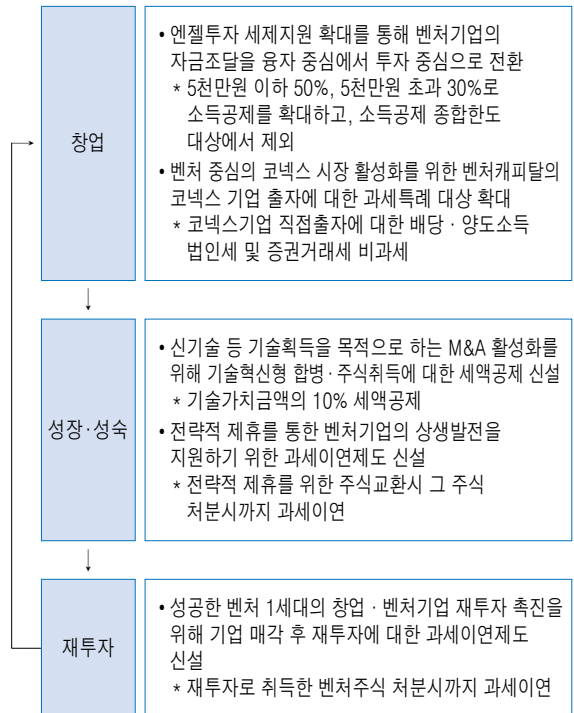 창업
• 엔젤투자 세제지원 확대를 통해 벤처기업의
자금조달을 융자 중심에서 투자 중심으로 전환
* 5천만원 이하 50%, 5천만원 초과 30%로
소득공제를 확대하고, 소득공제 종합한도
대상에서 제외
• 벤처 중심의 코넥스 시장 활성화를 위한 벤처캐피탈의
코넥스 기업 출자에 대한 과세특례 대상 확대
* 코넥스기업 직접출자에 대한 배당 · 양도소득
법인세 및 증권거래세 비과세
성장·성숙
• 신기술 등 기술획득을 목적으로 하는 M&A 활성화를
위해 기술혁신형 합병·주식취득에 대한 세액공제 신설
* 기술가치금액의 10% 세액공제
• 전략적 제휴를 통한 벤처기업의 상생발전을
지원하기 위한 과세이연제도 신설
* 전략적 제휴를 위한 주식교환시 그 주식
처분시까지 과세이연
재투자
• 성공한 벤처 1세대의 창업 · 벤처기업 재투자 촉진을
위해 기업 매각 후 재투자에 대한 과세이연제도
신설
* 재투자로 취득한 벤처주식 처분시까지 과세이연